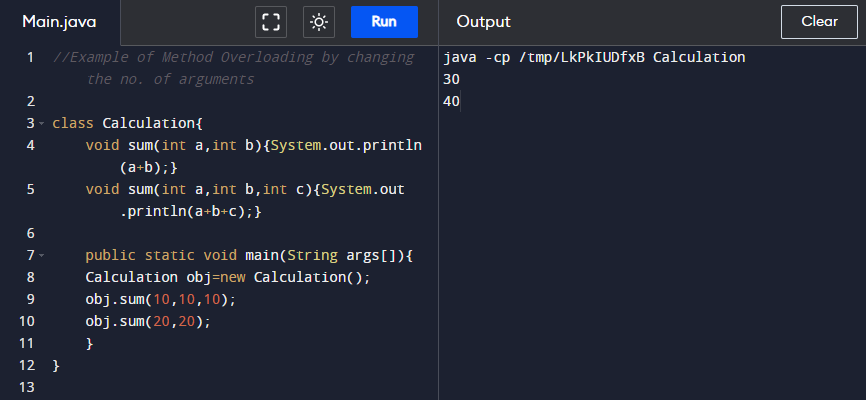 Main.java
Run
Output
Clear
1 //Example of Method Overloading by changing
the no. of arguments
2
3 class Calculation{
4 void sum(int a,int b){System.out.println
(a+b);}
5 void sum(int a,int b,int c){System.out
.println(a+b+c);}
6
7 public static void main(String args[]){
8 Calculation obj=new Calculation();
9 obj.sum(10,10,10);
10 obj.sum(20,20);
11 }
12 }
13
java -cp /tmp/LkPkIUDfxB Calculation
30
40